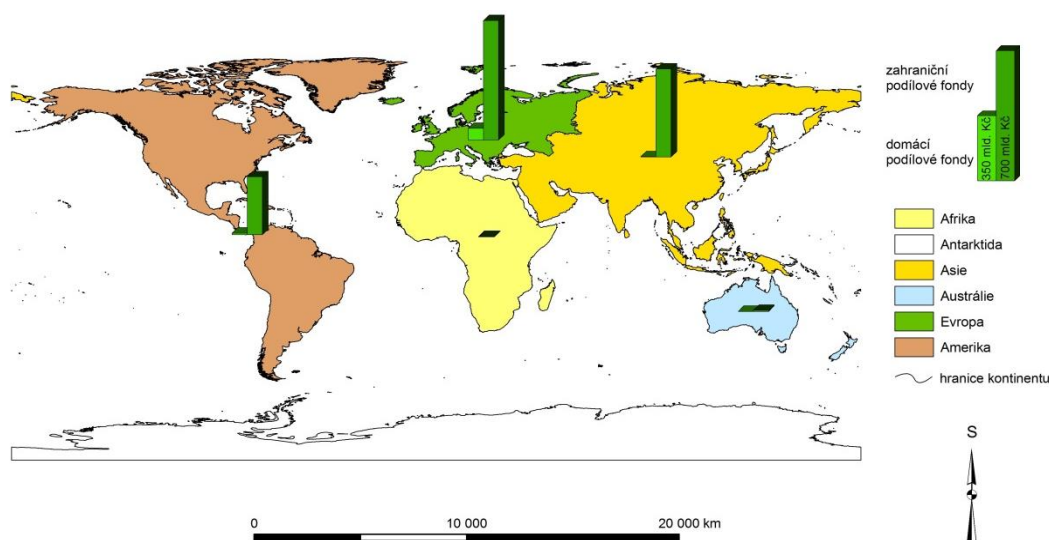 zahraniční
podílové fondy
domácí
podílové fondy
350 mld. Kč
700 mld. Kč
Afrika
Antarktida
Asie
Austrálie
Evropa
Amerika
hranice kontinentu
S
0
10 000
20 000 km